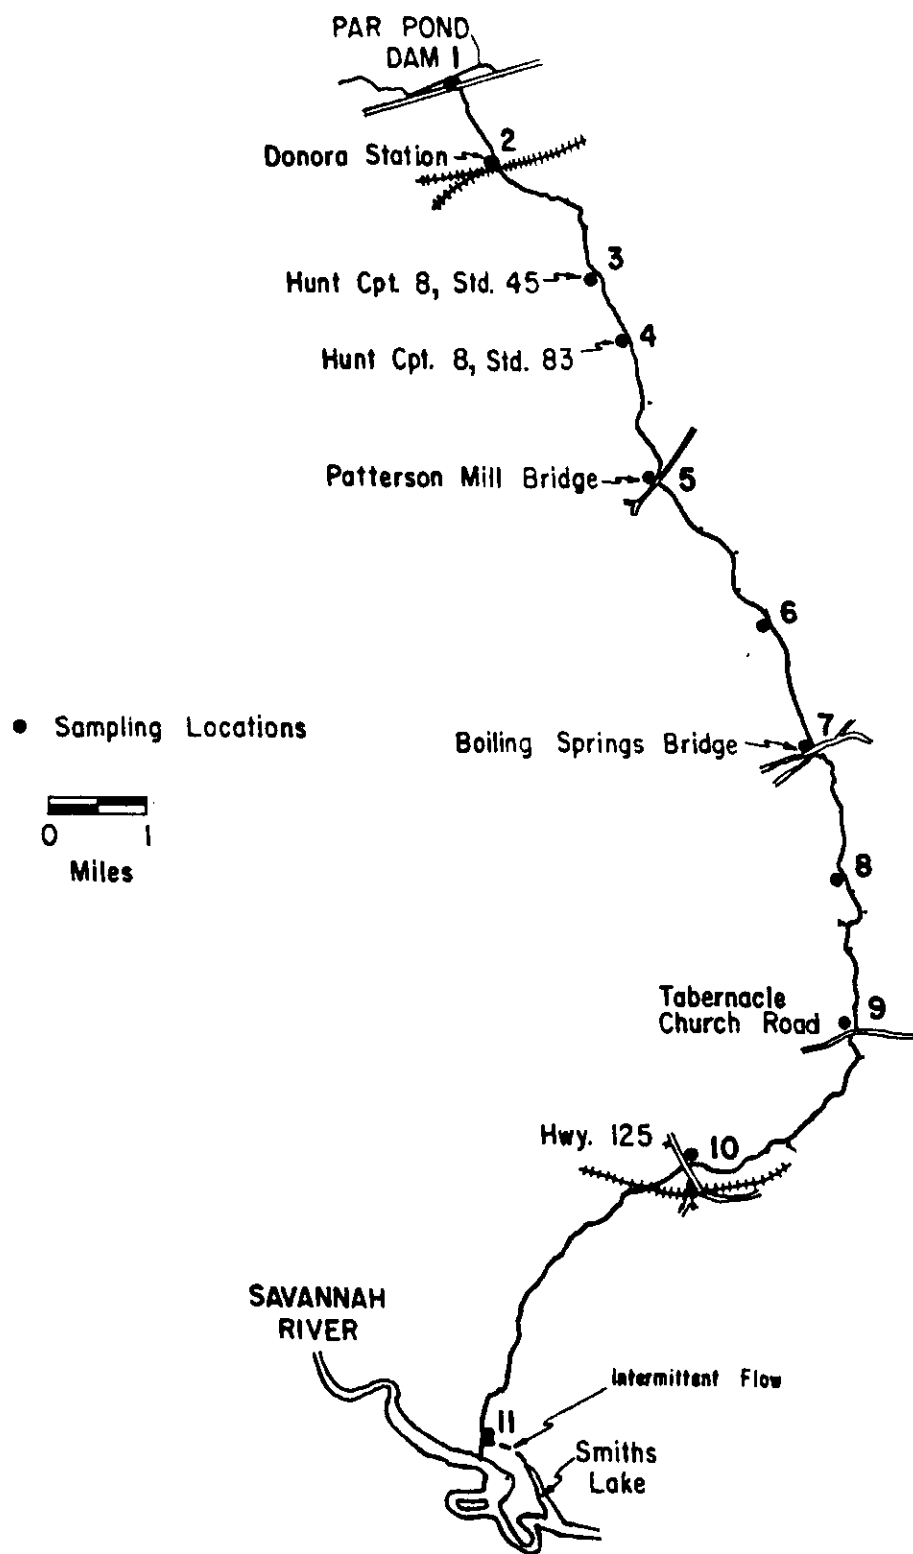 PAR POND
DAM 1
2
Donora Station
3
Hunt Cpt. 8, Std. 45
4
Hunt Cpt. 8, Std. 83
Patterson Mill Bridge
5
6
7
Sampling Locations
Boiling Springs Bridge
0 1
Miles
8
Tabernacle
Church Road
9
Hwy. 125
10
SAVANNAH
RIVER
Intermittent Flow
11
Smiths
Lake